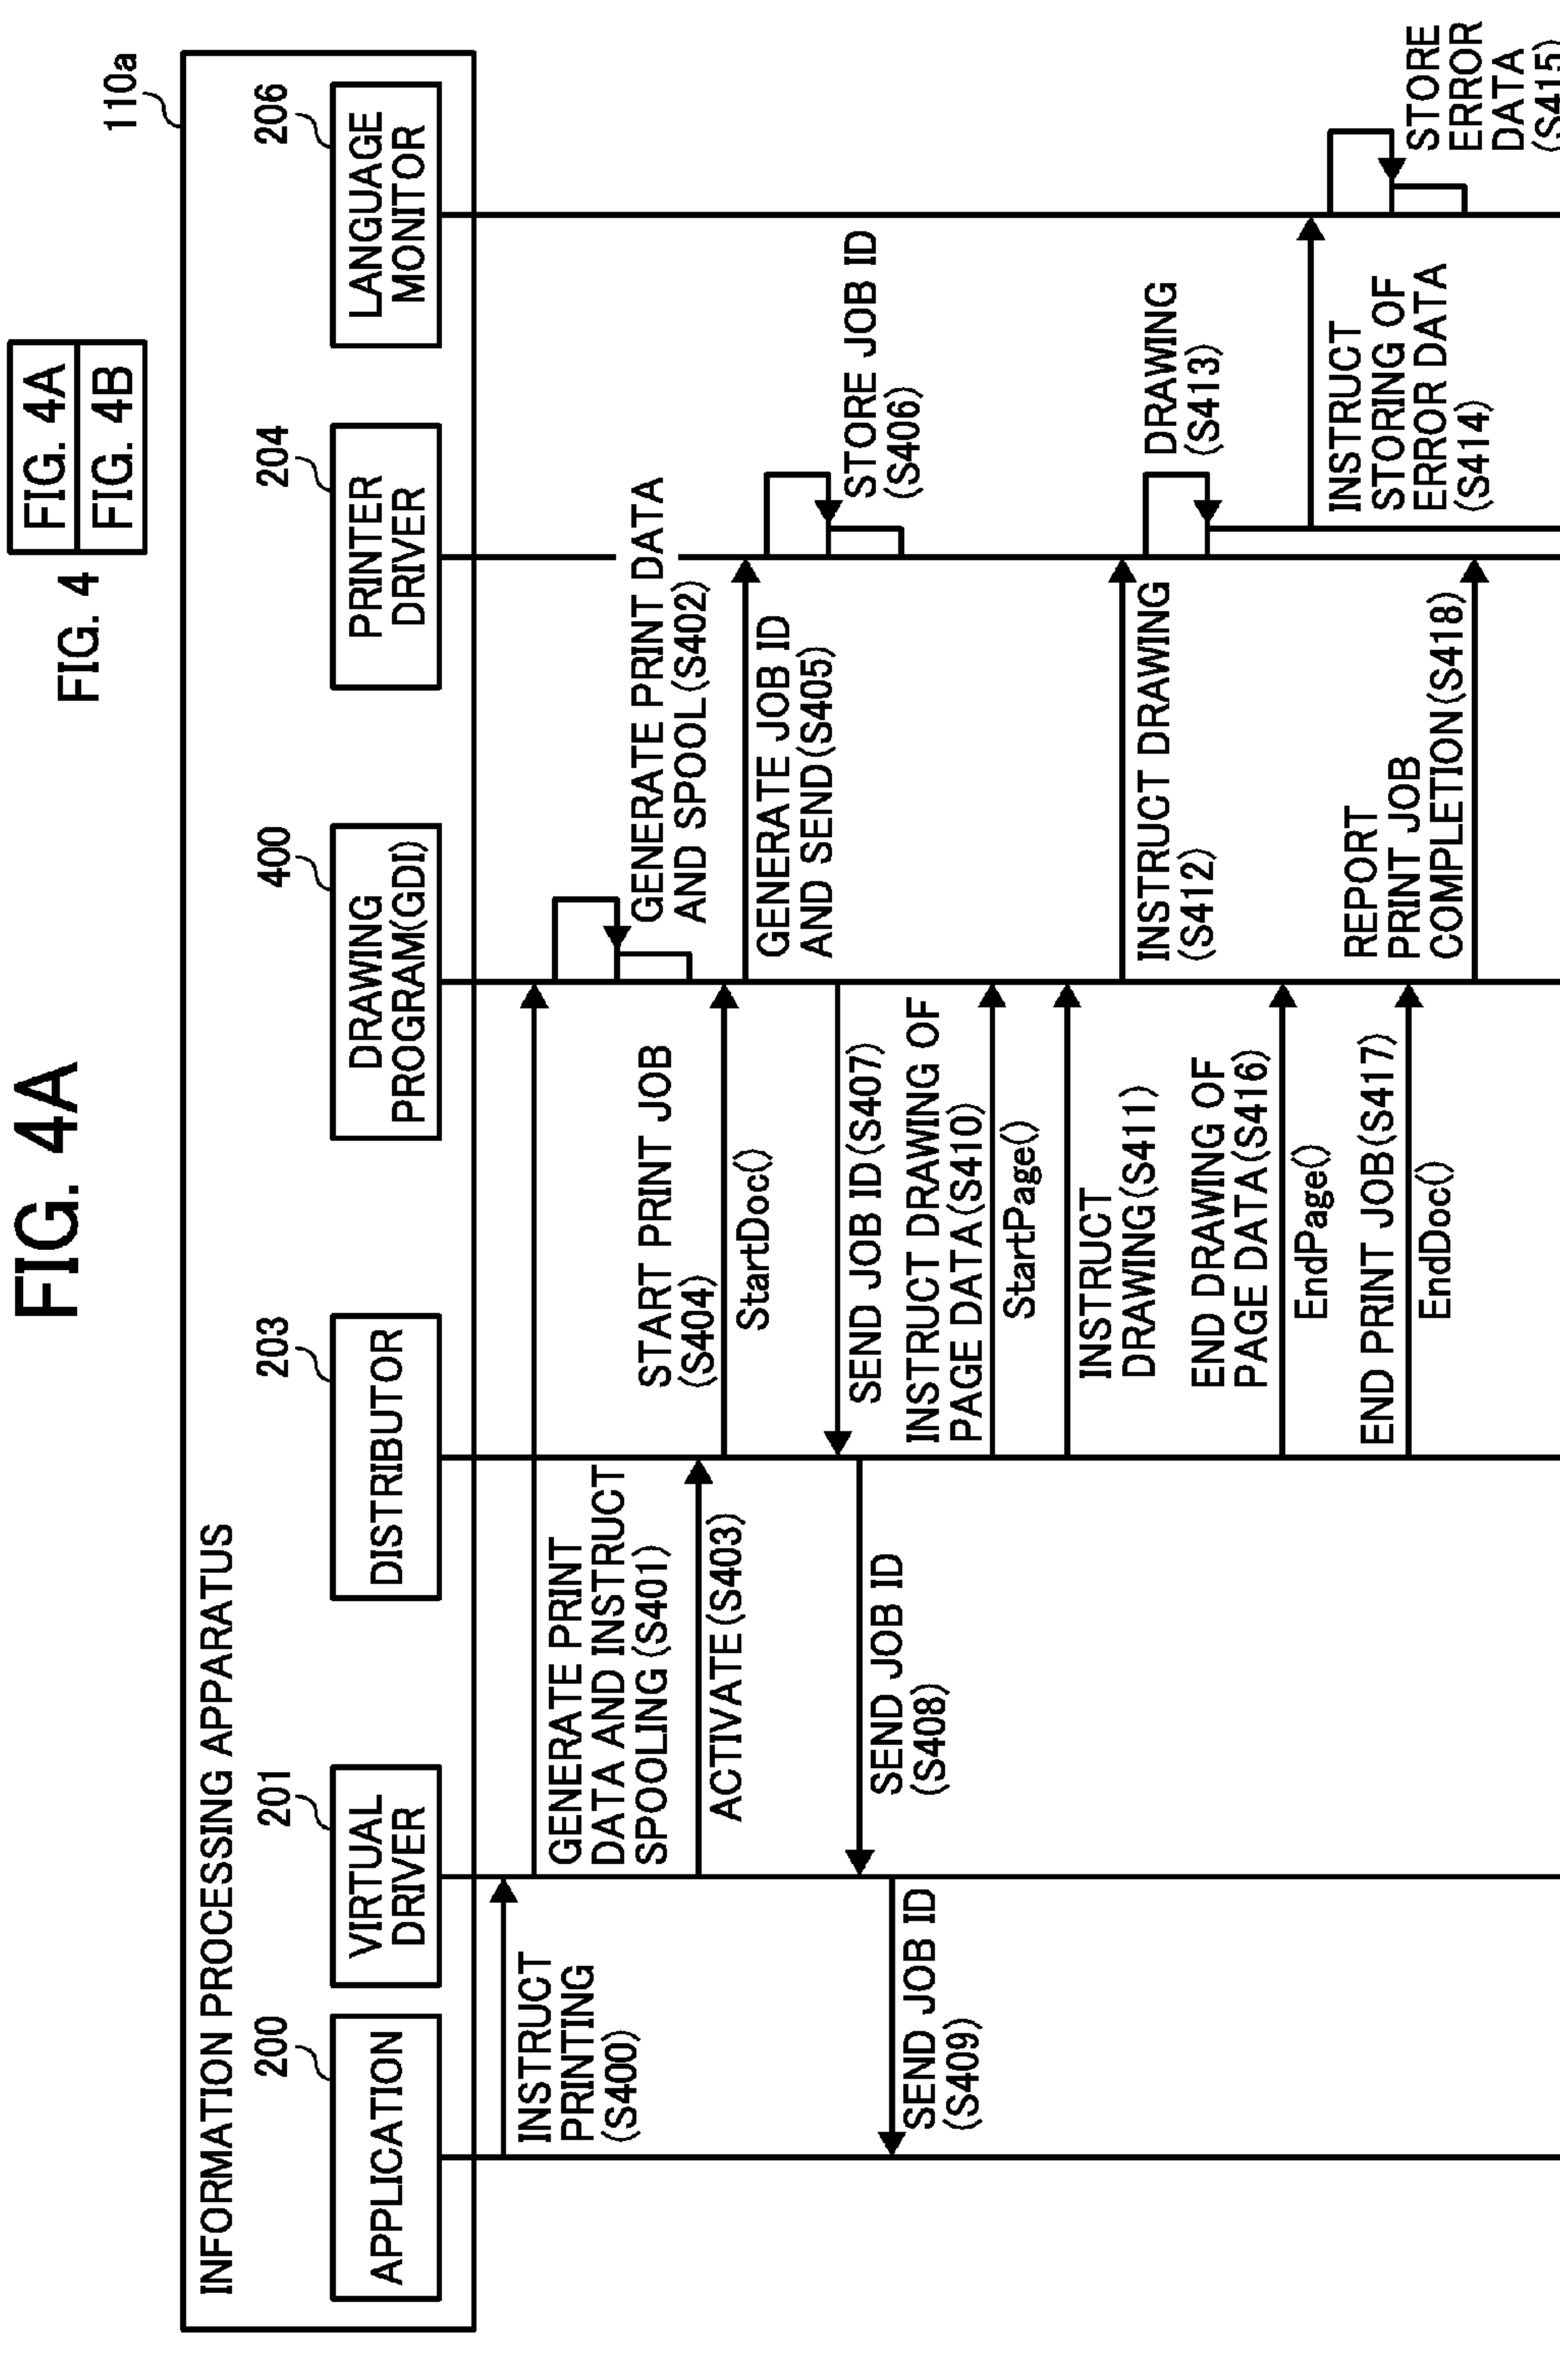 FIG. 4A
FIG. 4
FIG. 4A
FIG. 4B
110a
INFORMATION PROCESSING APPARATUS
200
201
203
400
204
206
APPLICATION
VIRTUAL
DRIVER
DISTRIBUTOR
DRAWING
PROGRAM(GDI)
PRINTER
DRIVER
LANGUAGE
MONITOR
INSTRUCT
PRINTING
(S400)
GENERATE PRINT
DATA AND INSTRUCT
SPOOLING(S401)
GENERATE PRINT DATA
AND SPOOL(S402)
ACTIVATE(S403)
START PRINT JOB
(S404)
StartDoc()
GENERATE JOB ID
AND SEND(S405)
STORE JOB ID
(S406)
SEND JOB ID(S407)
SEND JOB ID
(S408)
SEND JOB ID
(S409)
INSTRUCT DRAWING OF
PAGE DATA(S410)
StartPage()
INSTRUCT
DRAWING(S411)
INSTRUCT DRAWING
(S412)
DRAWING
(S413)
INSTRUCT
STORING OF
ERROR DATA
(S414)
STORE
ERROR
DATA
(S415)
END DRAWING OF
PAGE DATA(S416)
EndPage()
END PRINT JOB(S417)
EndDoc()
REPORT
PRINT JOB
COMPLETION(S418)